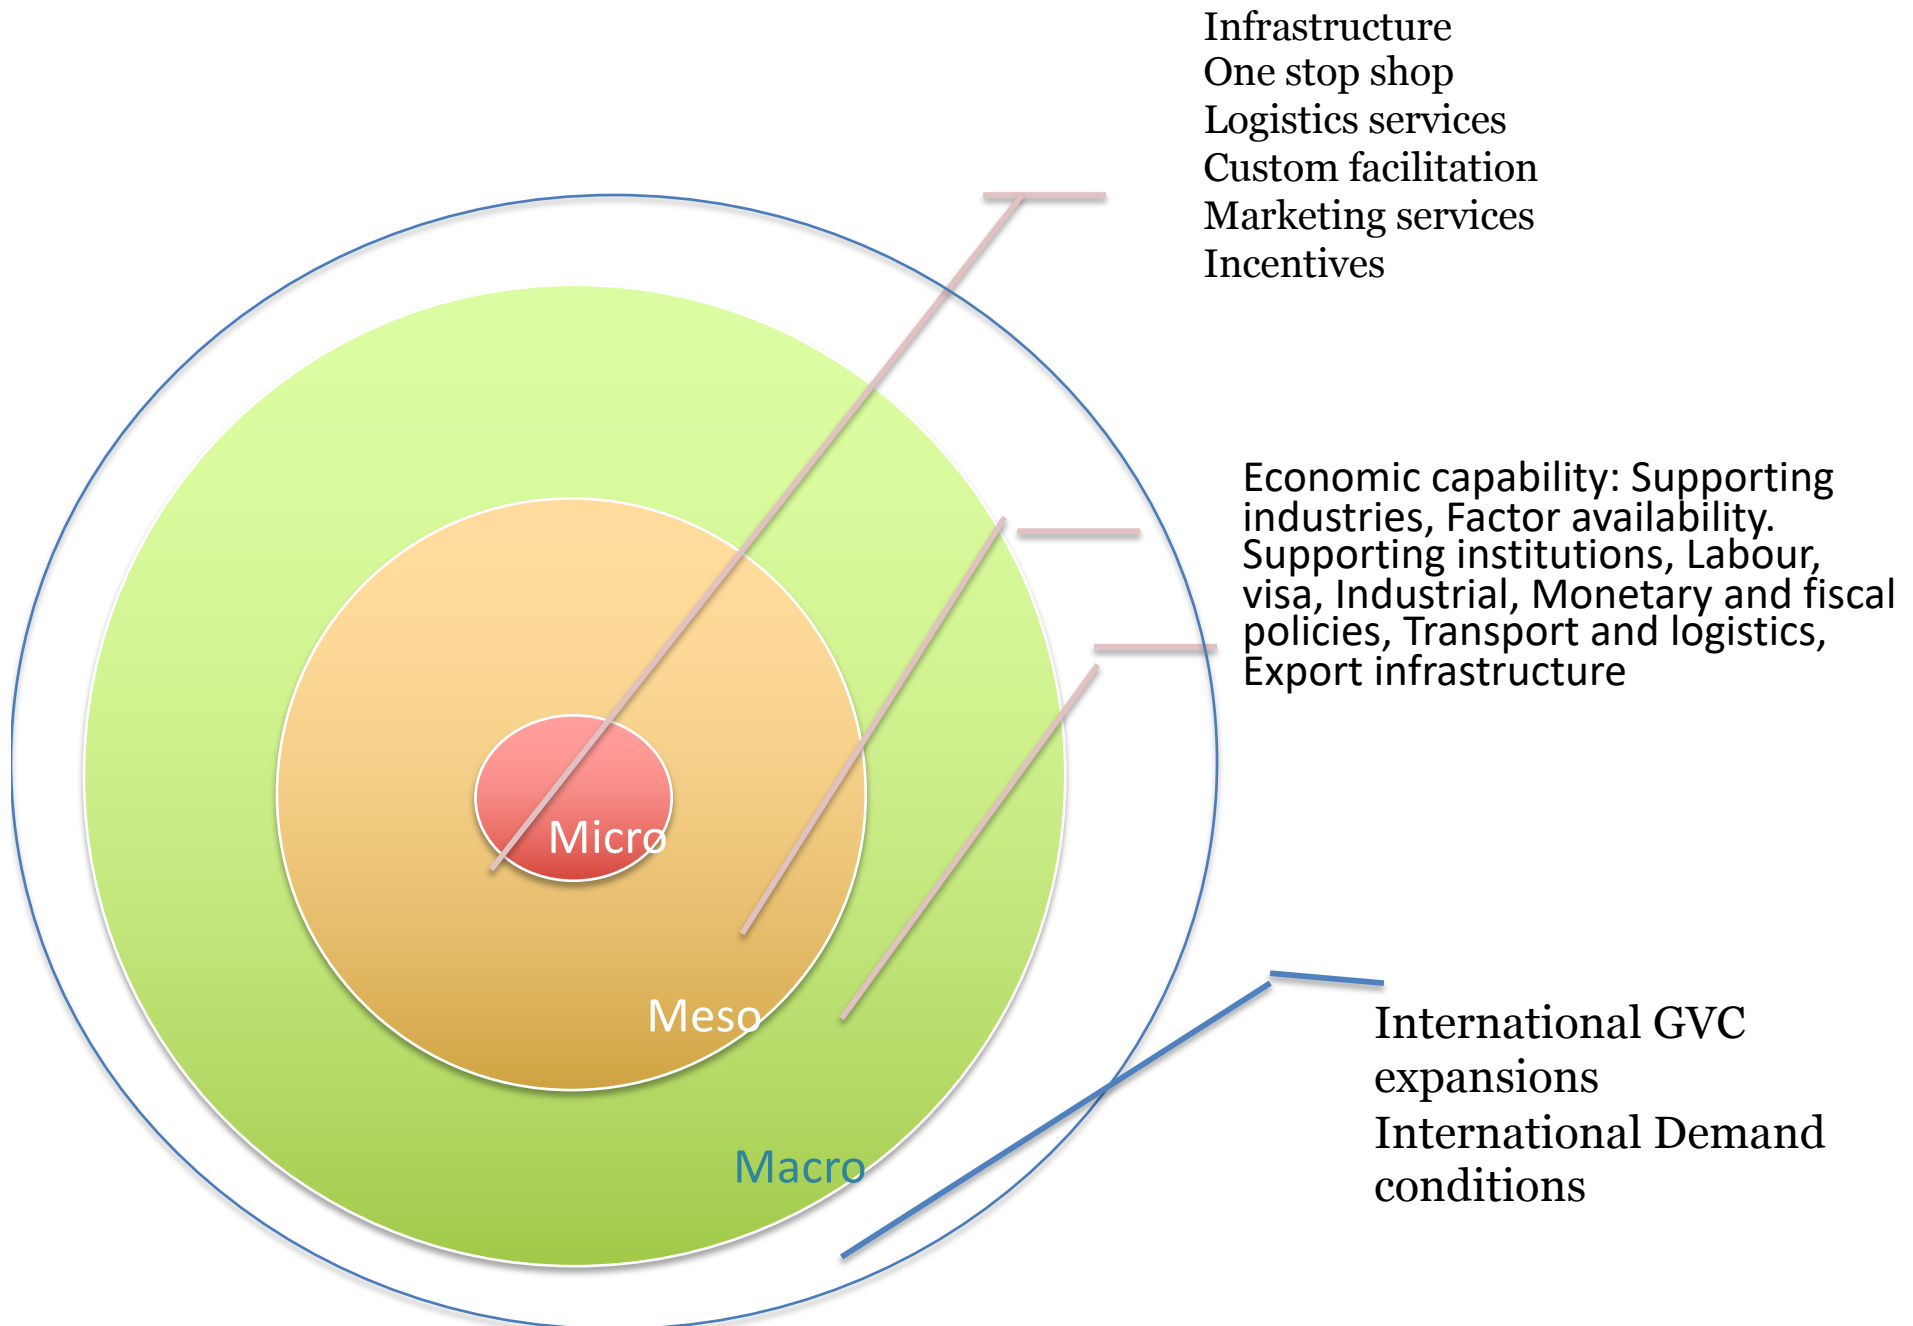 Infrastructure
One stop shop
Logistics services
Custom facilitation
Marketing services
Incentives
Economic capability: Supporting
industries, Factor availability.
Supporting institutions, Labour,
visa, Industrial, Monetary and fiscal
policies, Transport and logistics,
Export infrastructure
Micro
Meso
Macro
International GVC
expansions
International Demand
conditions